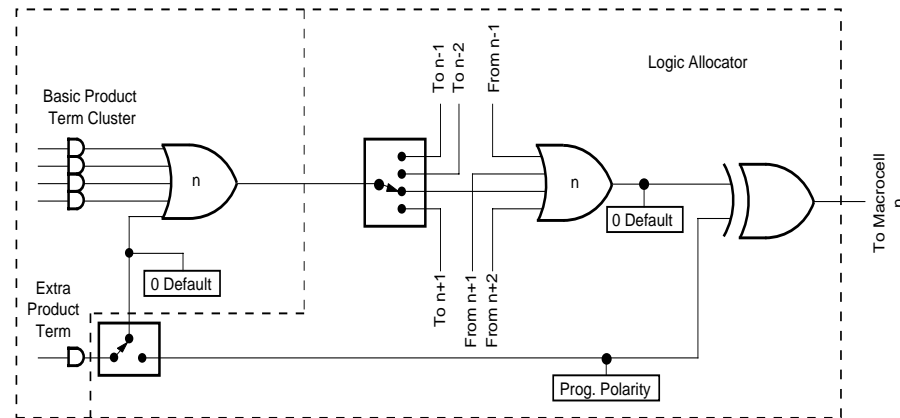 To n-1
To n-2
From n-1
Logic Allocator
Basic Product
Term Cluster
n
n
0 Default
To Macrocell
n
0 Default
Extra
Product
Term
To n+1
From n+1
From n+2
Prog. Polarity